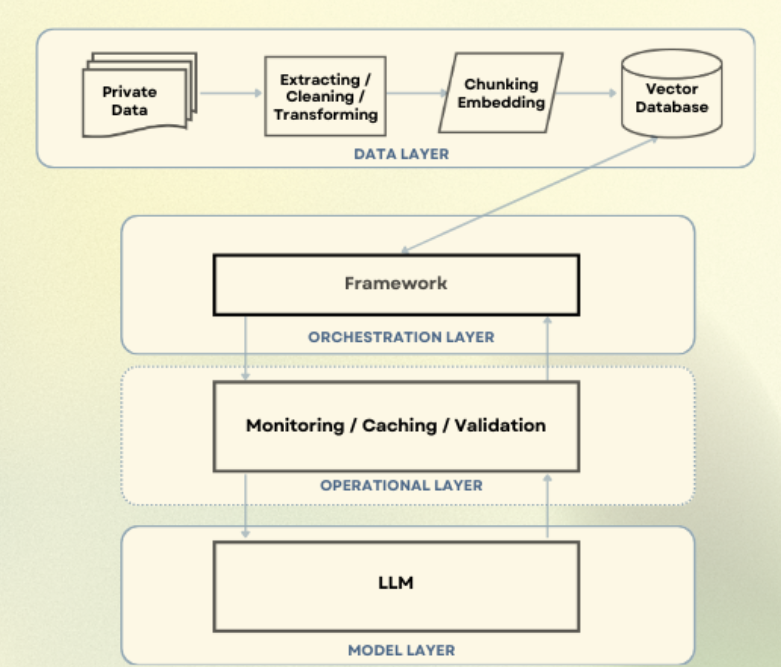 Private
Data
Extracting /
Cleaning /
Transforming
Chunking
Embedding
Vector
Database
DATA LAYER
Framework
ORCHESTRATION LAYER
Monitoring / Caching / Validation
OPERATIONAL LAYER
LLM
MODEL LAYER